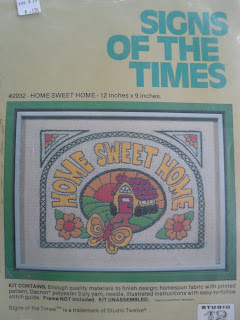 SIGNS
OF THE
TIMES
#2932 - HOME SWEET HOME - 12 inches x 9 inches
HOME SWEET HOME
KIT CONTAINS: Enough quality materials to finish design; homespun fabric with printed
pattern, Dacron® polyester 3 ply yarn, needle, illustrated instructions with easy-to-follow
stitch guide. Frame NOT Included. KIT UNASSEMBLED.
Signs of the Times™ is a trademark of Studio Twelve®
STUDIO
12